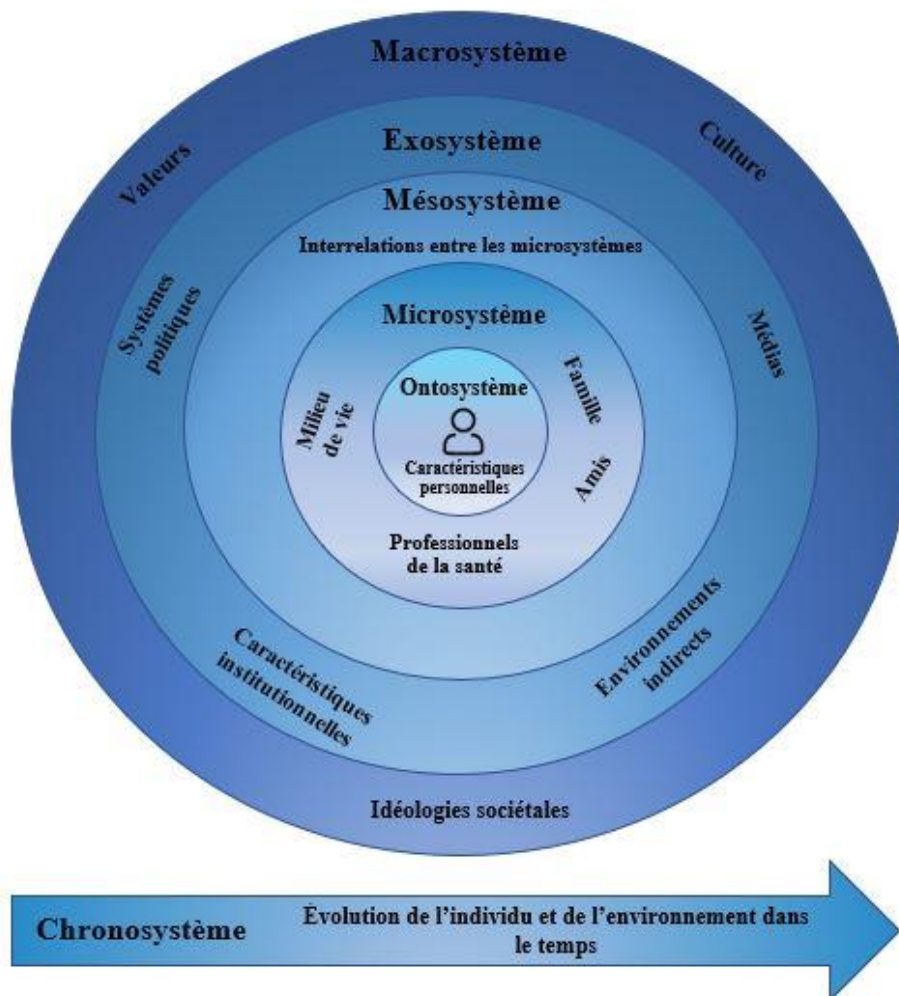 Macrosystème
Valeurs
Culture
Exosystème
Systèmes
politiques
Médias
Mésosystème
Interrelations entre les microsystèmes
Microsystème
Milieu
de vie
Famille
Amis
Ontosystème
Caractéristiques
personnelles
Professionnels
de la santé
Caractéristiques
institutionnelles
Environnements
indirects
Idéologies sociétales
Chronosystème
Évolution de l’individu et de l’environnement dans
le temps